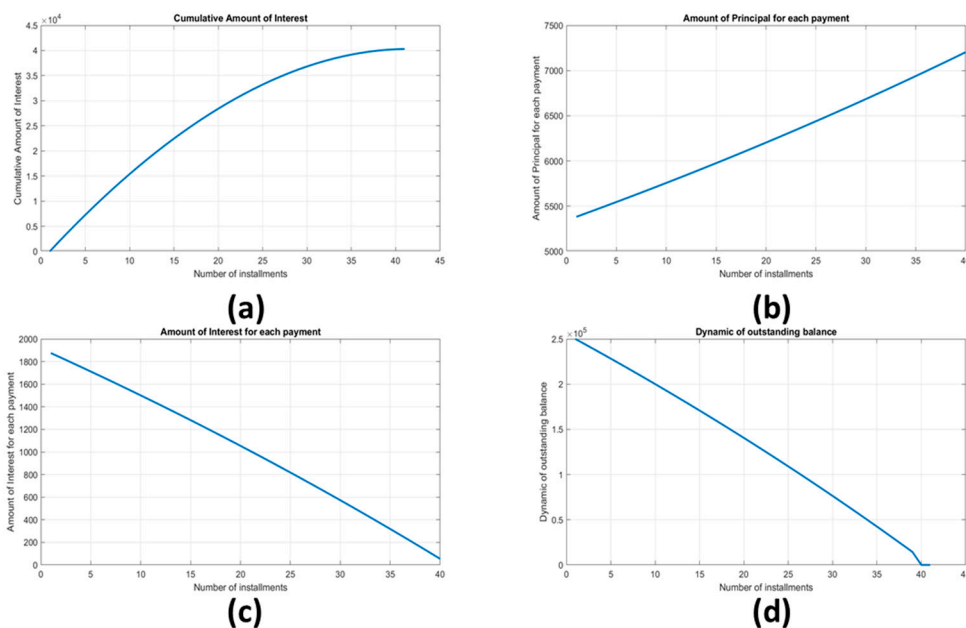 Cumulative Amount of Interest
×10⁴
4.5
4
3.5
3
2.5
2
1.5
1
0.5
0
Cumulative Amount of Interest
0 5 10 15 20 25 30 35 40 45
Number of installments
(a)
Amount of Principal for each payment
7500
7000
6500
6000
5500
5000
Amount of Principal for each payment
0 5 10 15 20 25 30 35 40
Number of installments
(b)
Amount of Interest for each payment
2000
1800
1600
1400
1200
1000
800
600
400
200
0
Amount of Interest for each payment
0 5 10 15 20 25 30 35 40
Number of installments
(c)
Dynamic of outstanding balance
×10⁵
2.5
2
1.5
1
0.5
0
Dynamic of outstanding balance
0 5 10 15 20 25 30 35 40 45
Number of installments
(d)